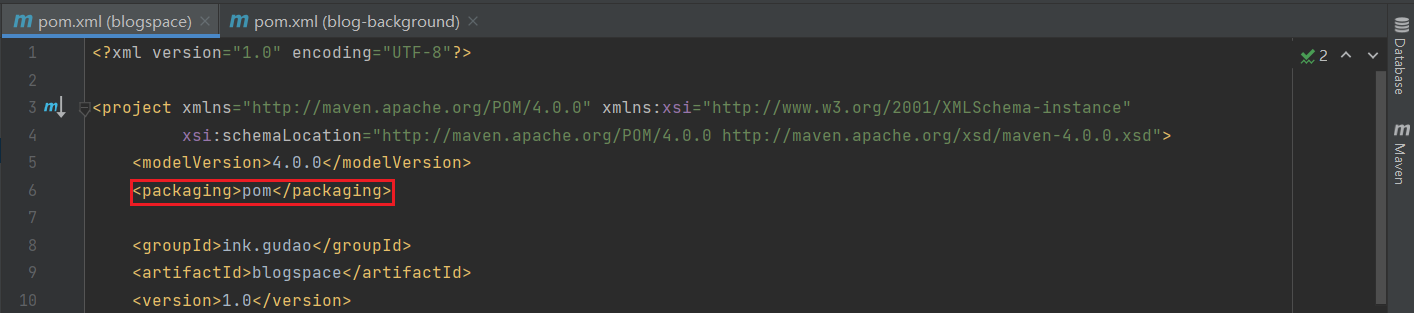 pom.xml (blogspace)
pom.xml (blog-background)
1 <?xml version="1.0" encoding="UTF-8"?>
2
3 <project xmlns="http://maven.apache.org/POM/4.0.0" xmlns:xsi="http://www.w3.org/2001/XMLSchema-instance"
4 xsi:schemaLocation="http://maven.apache.org/POM/4.0.0 http://maven.apache.org/xsd/maven-4.0.0.xsd">
5 <modelVersion>4.0.0</modelVersion>
6 <packaging>pom</packaging>
7
8 <groupId>ink.gudao</groupId>
9 <artifactId>blogspace</artifactId>
10 <version>1.0</version>
2
Database
Maven